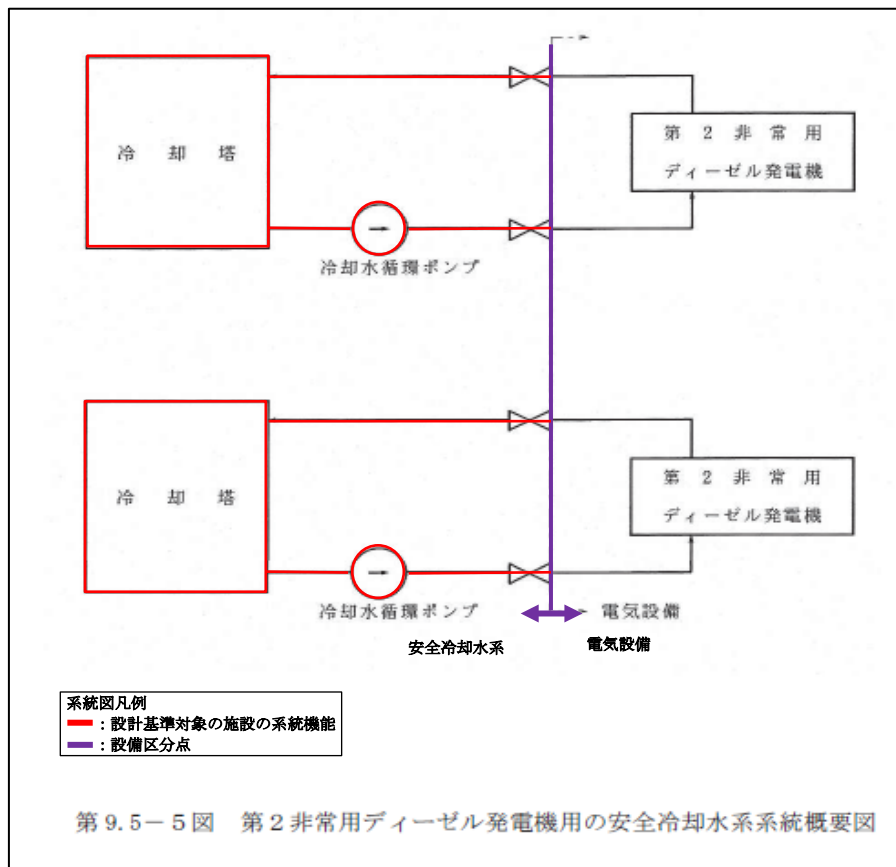 冷却塔
第2非常用
ディーゼル発電機
冷却水循環ポンプ
冷却塔
第2非常用
ディーゼル発電機
冷却水循環ポンプ
電気設備
安全冷却水系
電気設備
系統図凡例
：設計基準対象の施設の系統機能
：設備区分点
第9.5－5図 第2非常用ディーゼル発電機用の安全冷却水系系統概要図